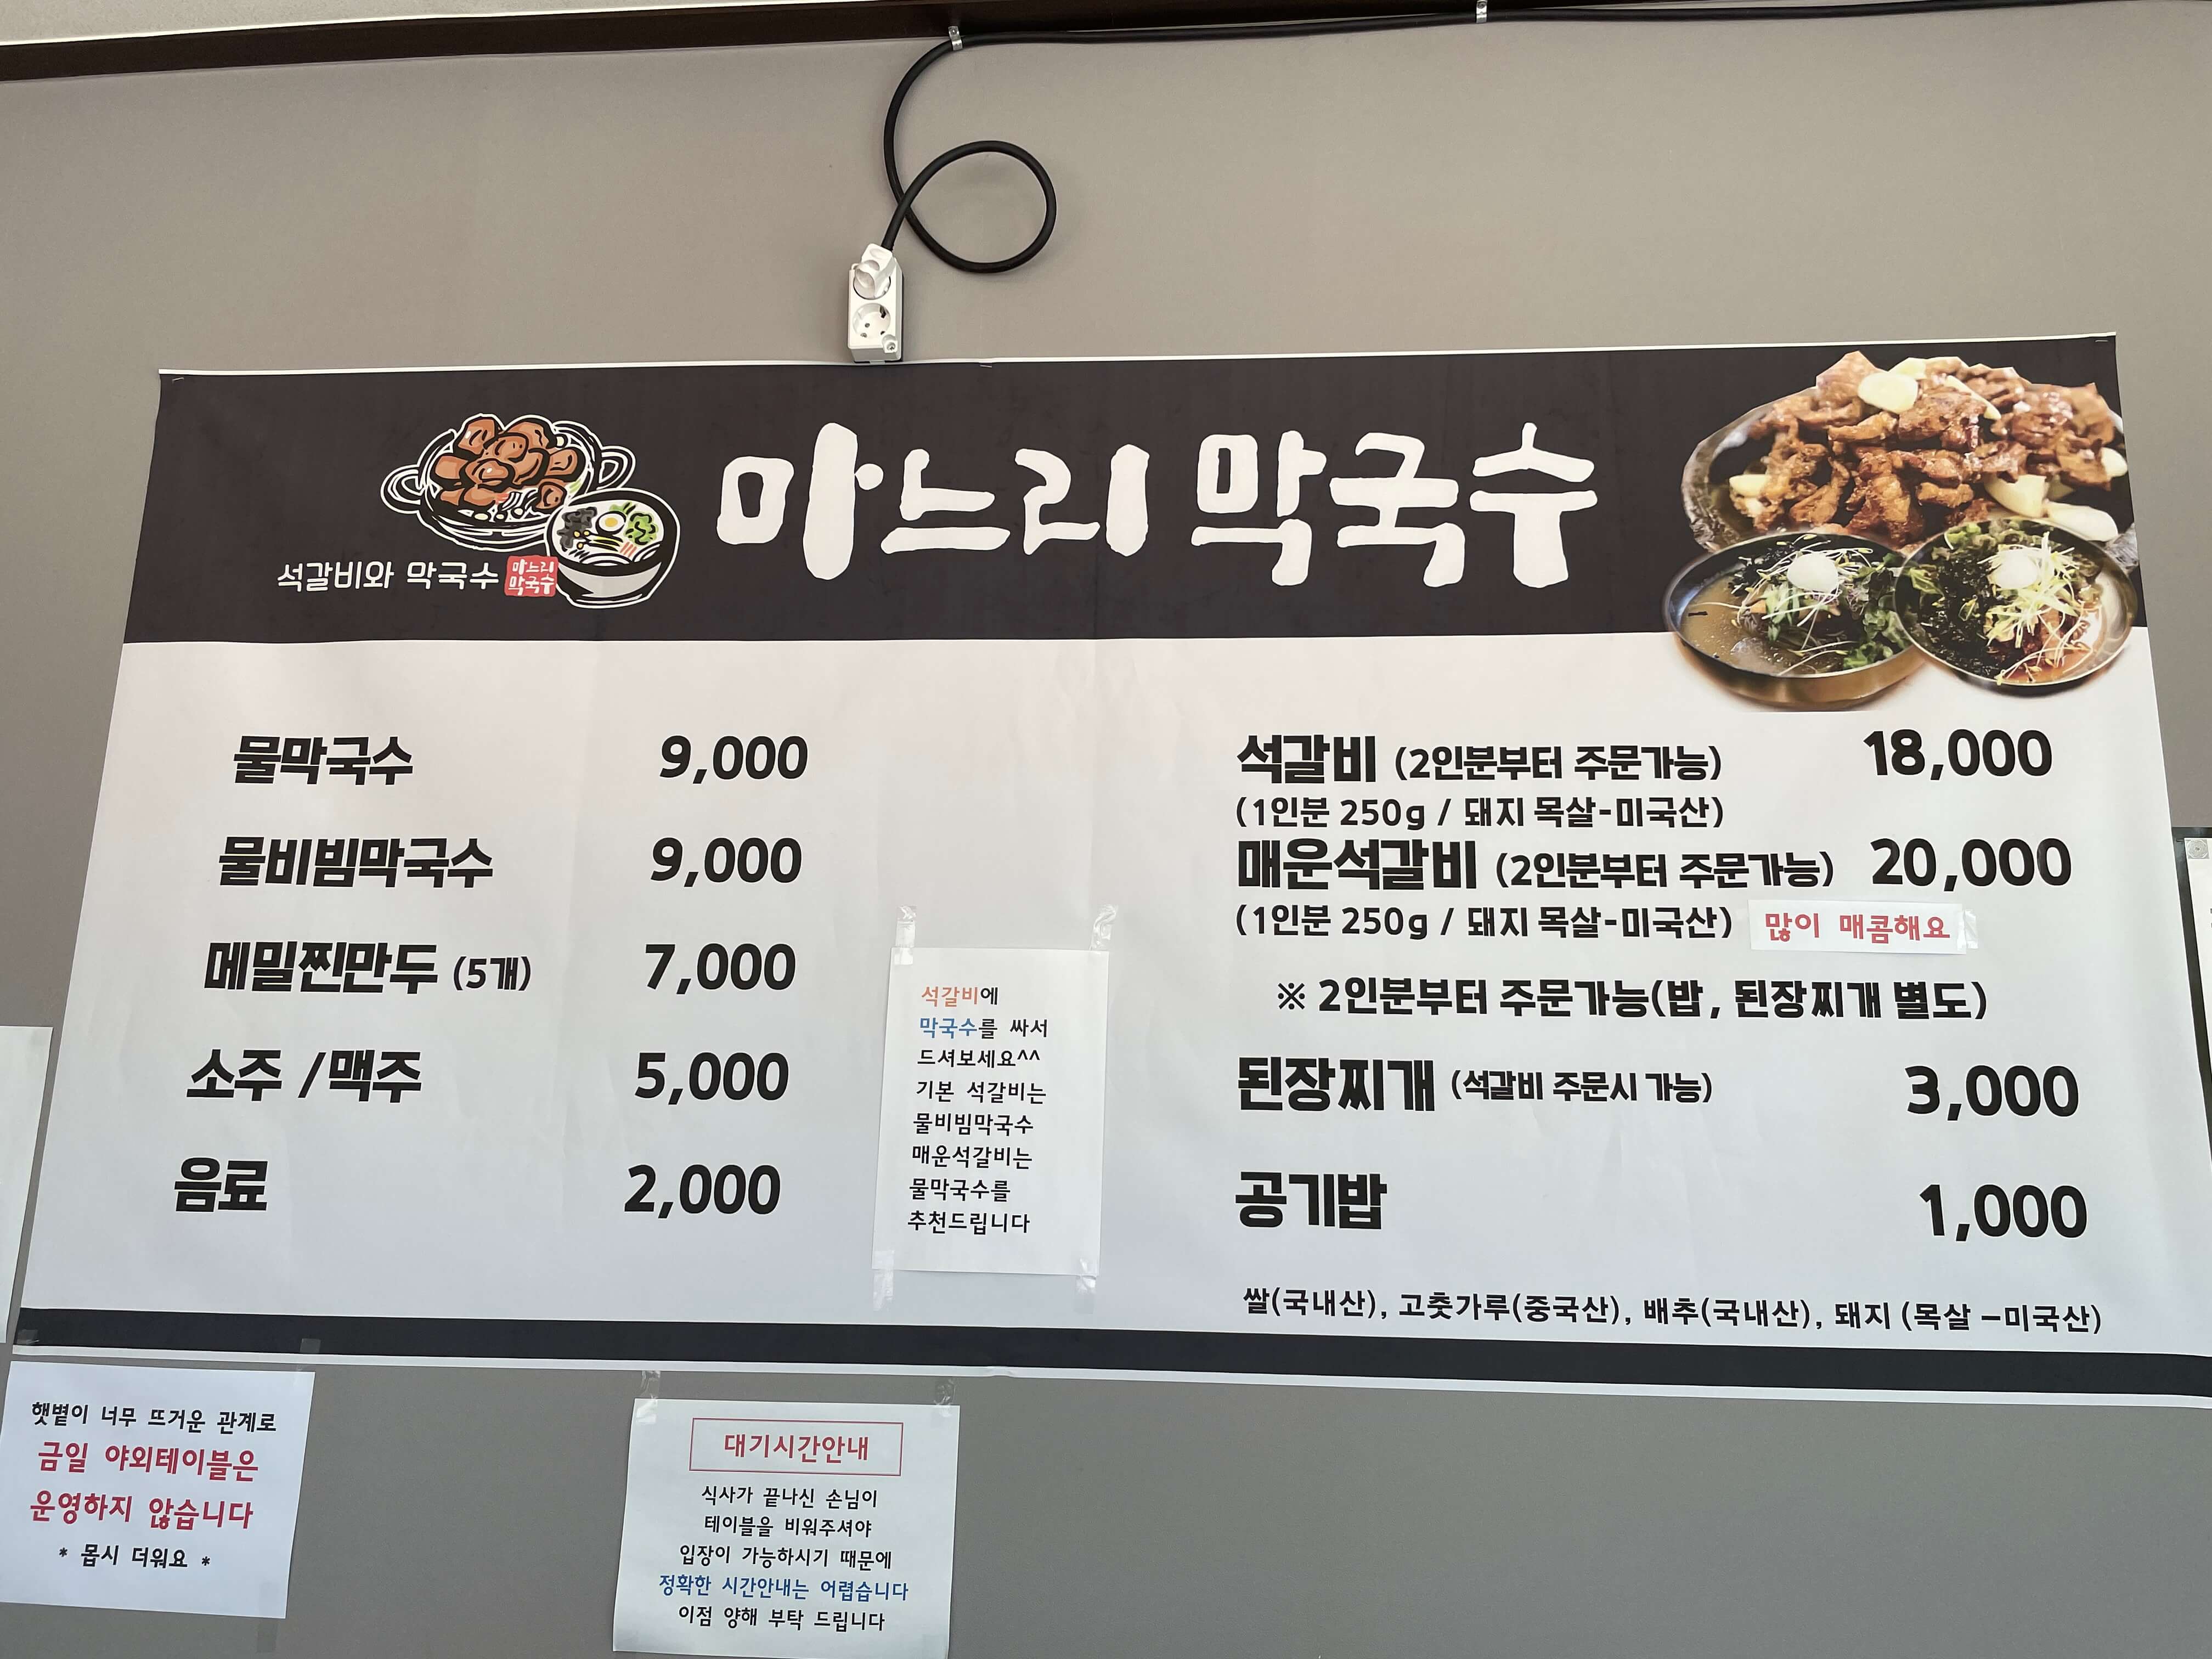 마느리 막국수
석갈비와 막국수 마느리
막국수
물막국수 9,000
물비빔막국수 9,000
메밀찐만두 (5개) 7,000
소주 /맥주 5,000
음료 2,000
석갈비에
막국수를 싸서
드셔보세요^^
기본 석갈비는
물비빔막국수
매운석갈비는
물막국수를
추천드립니다
석갈비 (2인분부터 주문가능) 18,000
(1인분 250g / 돼지 목살-미국산)
매운석갈비 (2인분부터 주문가능) 20,000
(1인분 250g / 돼지 목살-미국산) 많이 매콤해요
※ 2인분부터 주문가능(밥, 된장찌개 별도)
된장찌개 (석갈비 주문시 가능) 3,000
공기밥 1,000
쌀(국내산), 고춧가루(중국산), 배추(국내산), 돼지 (목살 -미국산)
햇볕이 너무 뜨거운 관계로
금일 야외테이블은
운영하지 않습니다
* 몹시 더워요 *
대기시간안내
식사가 끝나신 손님이
테이블을 비워주셔야
입장이 가능하시기 때문에
정확한 시간안내는 어렵습니다
이점 양해 부탁 드립니다